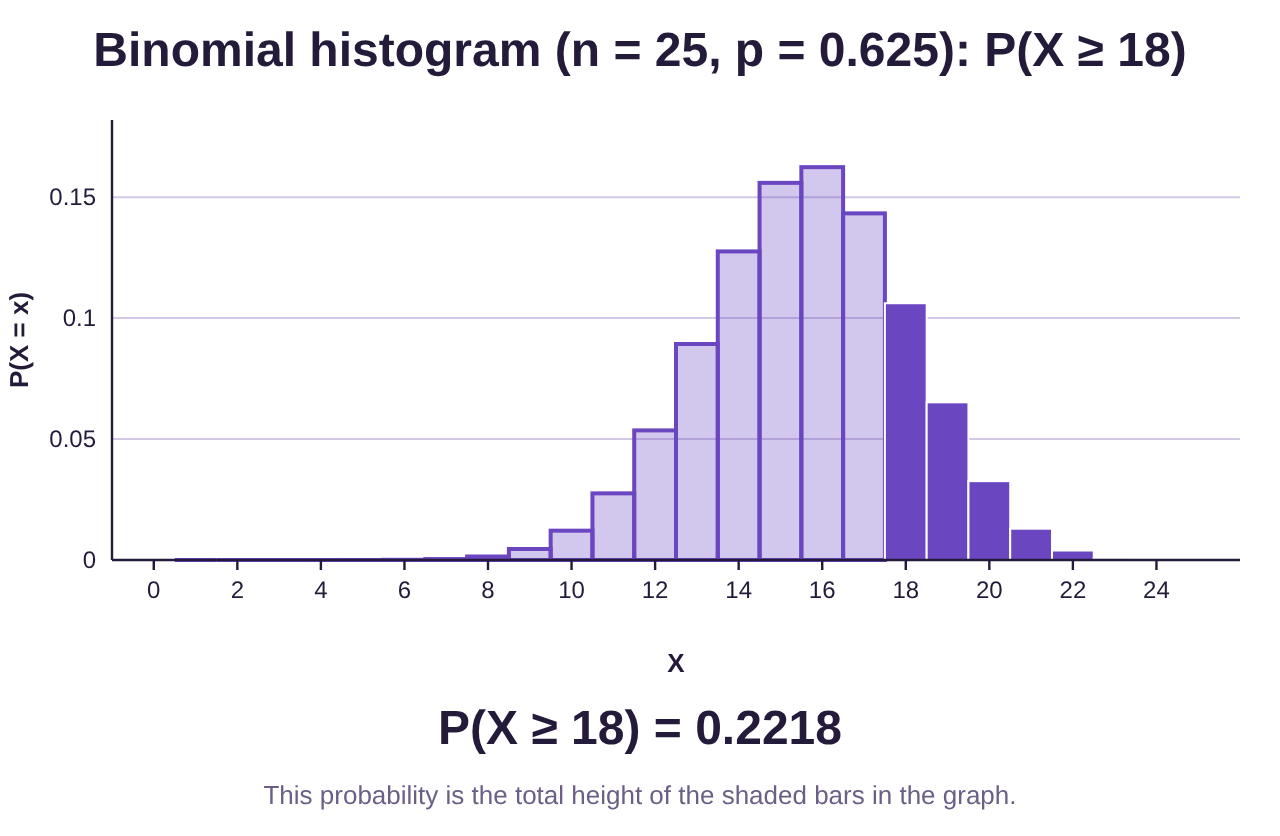 Binomial histogram (n = 25, p = 0.625): P(X ≥ 18)
P(X = x)
0.15
0.1
0.05
0
0 2 4 6 8 10 12 14 16 18 20 22 24
X
P(X ≥ 18) = 0.2218
This probability is the total height of the shaded bars in the graph.